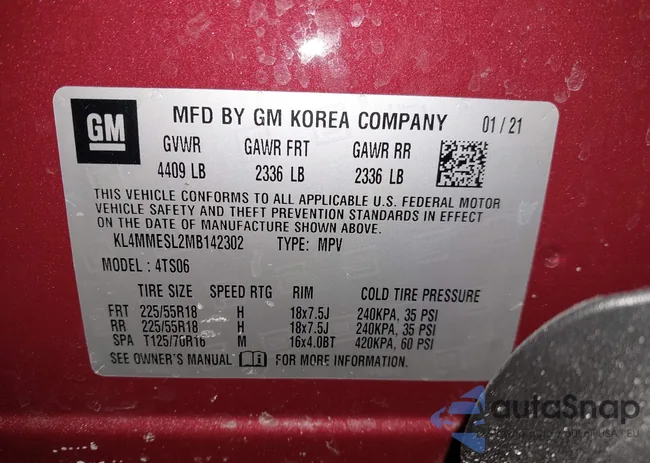 GM
MFD BY GM KOREA COMPANY 01/21
GVWR GAWR FRT GAWR RR
4409 LB 2336 LB 2336 LB
THIS VEHICLE CONFORMS TO ALL APPLICABLE U.S. FEDERAL MOTOR
VEHICLE SAFETY AND THEFT PREVENTION STANDARDS IN EFFECT
ON THE DATE OF MANUFACTURE SHOWN ABOVE.
KL4MMESL2MB142302 TYPE: MPV
MODEL: 4TS06
TIRE SIZE SPEED RTG RIM COLD TIRE PRESSURE
FRT 225/55R18 H 18x7.5J 240KPA, 35 PSI
RR 225/55R18 H 18x7.5J 240KPA, 35 PSI
SPA T125/70R16 M 16x4.0BT 420KPA, 60 PSI
SEE OWNER'S MANUAL i FOR MORE INFORMATION.
autaSnap